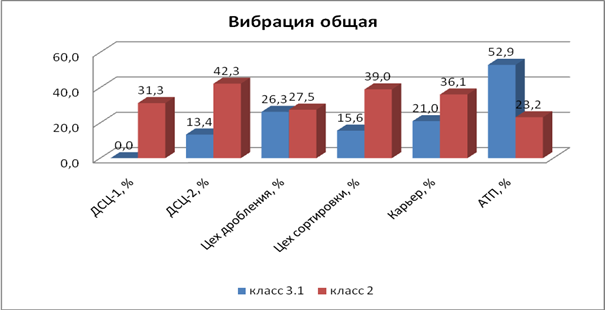 Вибрация общая
60,0
40,0
20,0
0,0
0,0
31,3
13,4
42,3
26,3
27,5
15,6
39,0
21,0
36,1
52,9
23,2
ДСЦ-1, %
ДСЦ-2, %
Цех дробления, %
Цех сортировки, %
Карьер, %
АТП, %
класс 3.1
класс 2